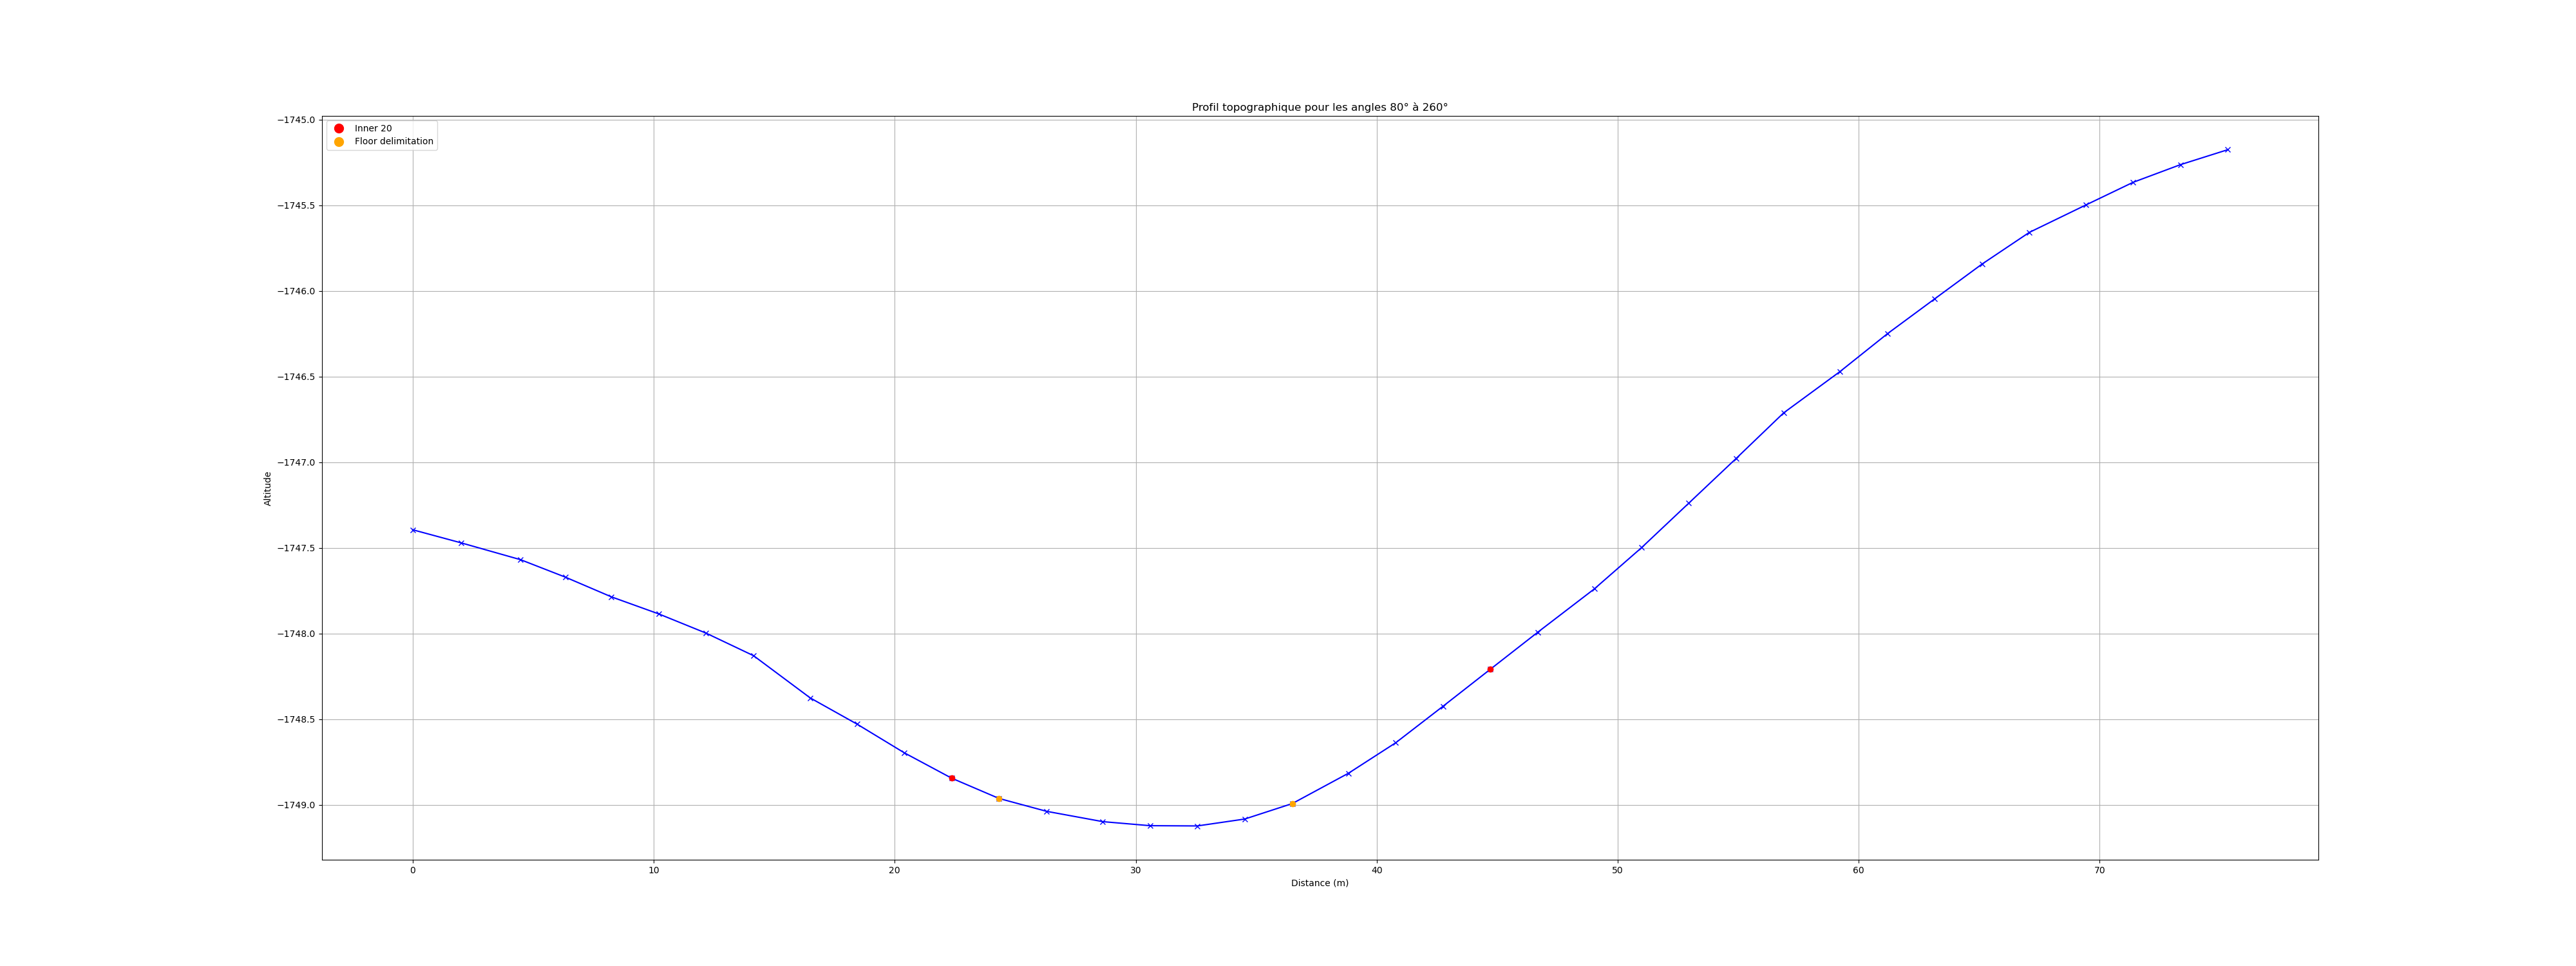 Profil topographique pour les angles 80° à 260°
Inner 20
Floor delimitation
−1745.0
−1745.5
−1746.0
−1746.5
−1747.0
−1747.5
−1748.0
−1748.5
−1749.0
Altitude
0 10 20 30 40 50 60 70
Distance (m)